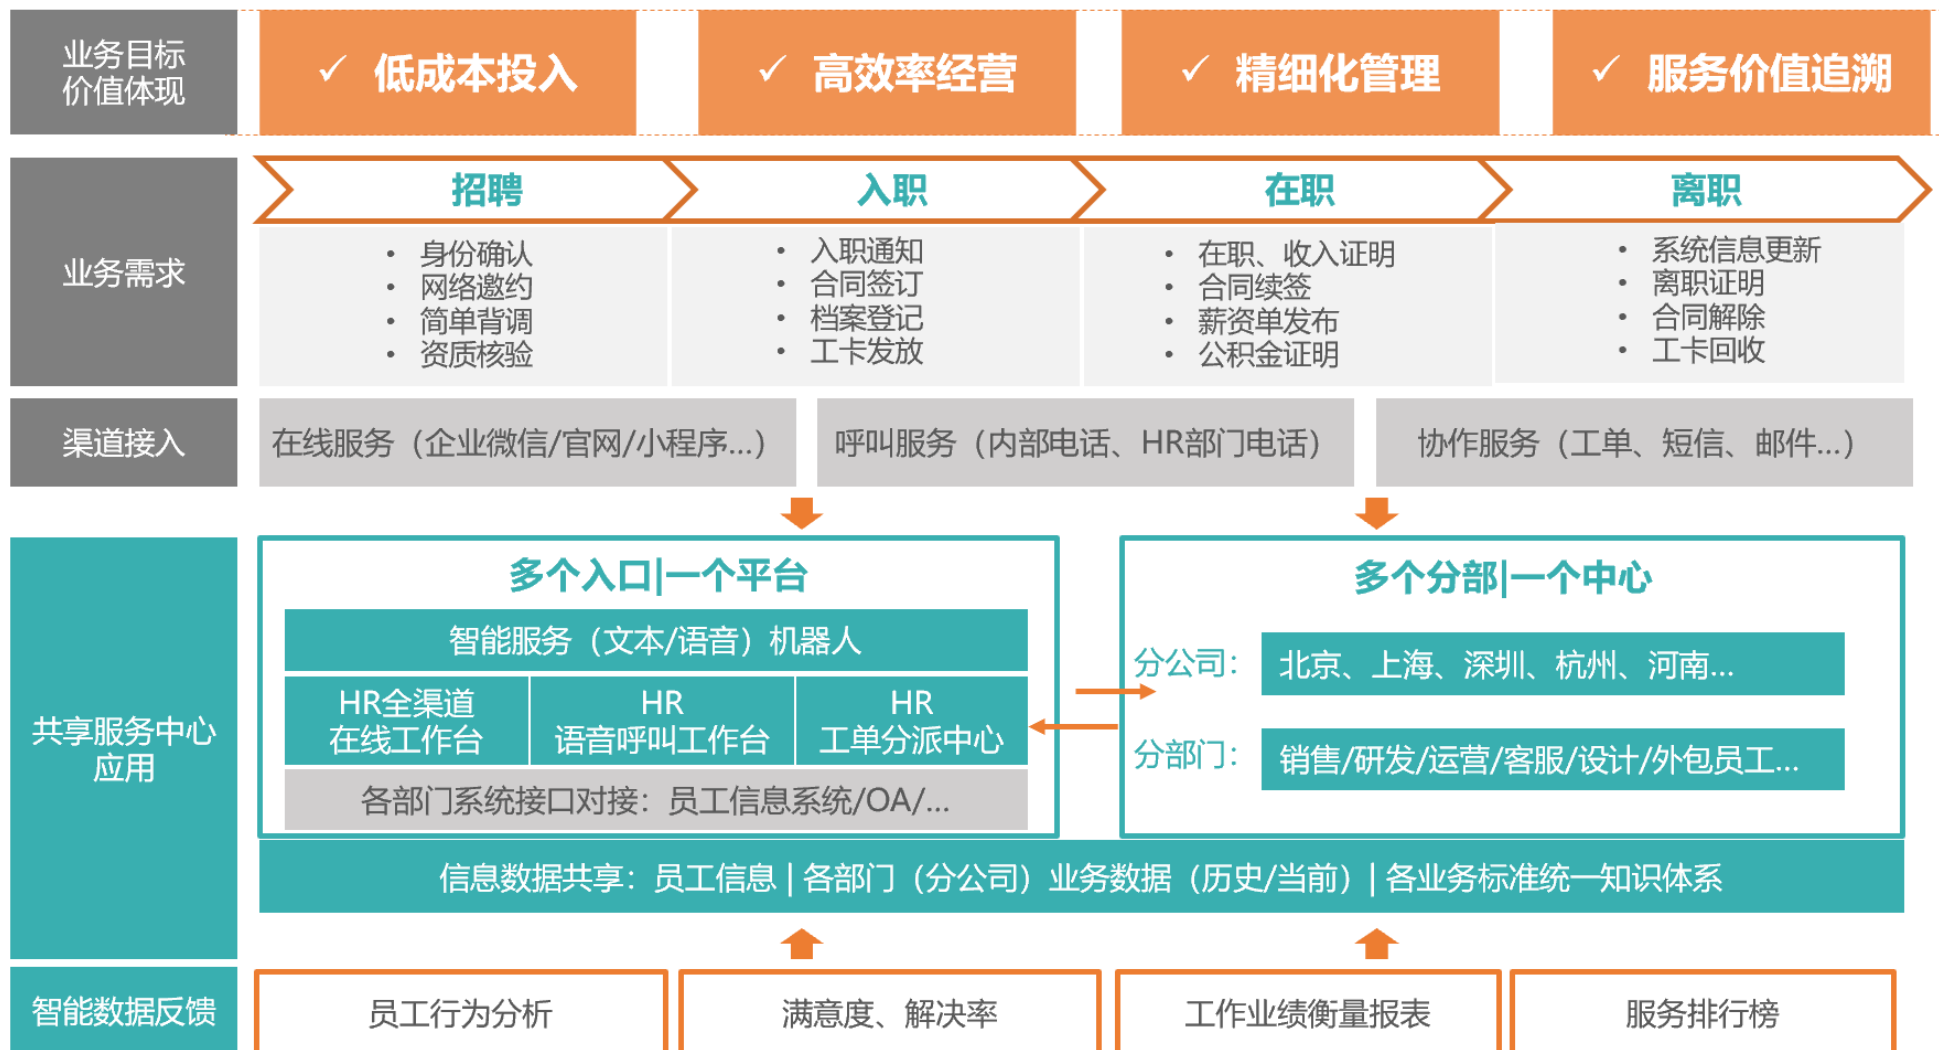 业务目标
价值体现
✓ 低成本投入
✓ 高效率经营
✓ 精细化管理
✓ 服务价值追溯
业务需求
招聘
入职
在职
离职
• 身份确认
• 网络邀约
• 简单背调
• 资质核验
• 入职通知
• 合同签订
• 档案登记
• 工卡发放
• 在职、收入证明
• 合同续签
• 薪资单发布
• 公积金证明
• 系统信息更新
• 离职证明
• 合同解除
• 工卡回收
渠道接入
在线服务（企业微信/官网/小程序...）
呼叫服务（内部电话、HR部门电话）
协作服务（工单、短信、邮件...）
共享服务中心
应用
多个入口|一个平台
智能服务（文本/语音）机器人
HR全渠道
在线工作台
HR
语音呼叫工作台
HR
工单分派中心
各部门系统接口对接：员工信息系统/OA/...
多个分部|一个中心
分公司：
北京、上海、深圳、杭州、河南...
分部门：
销售/研发/运营/客服/设计/外包员工...
信息数据共享：员工信息 | 各部门（分公司）业务数据（历史/当前）| 各业务标准统一知识体系
智能数据反馈
员工行为分析
满意度、解决率
工作业绩衡量报表
服务排行榜